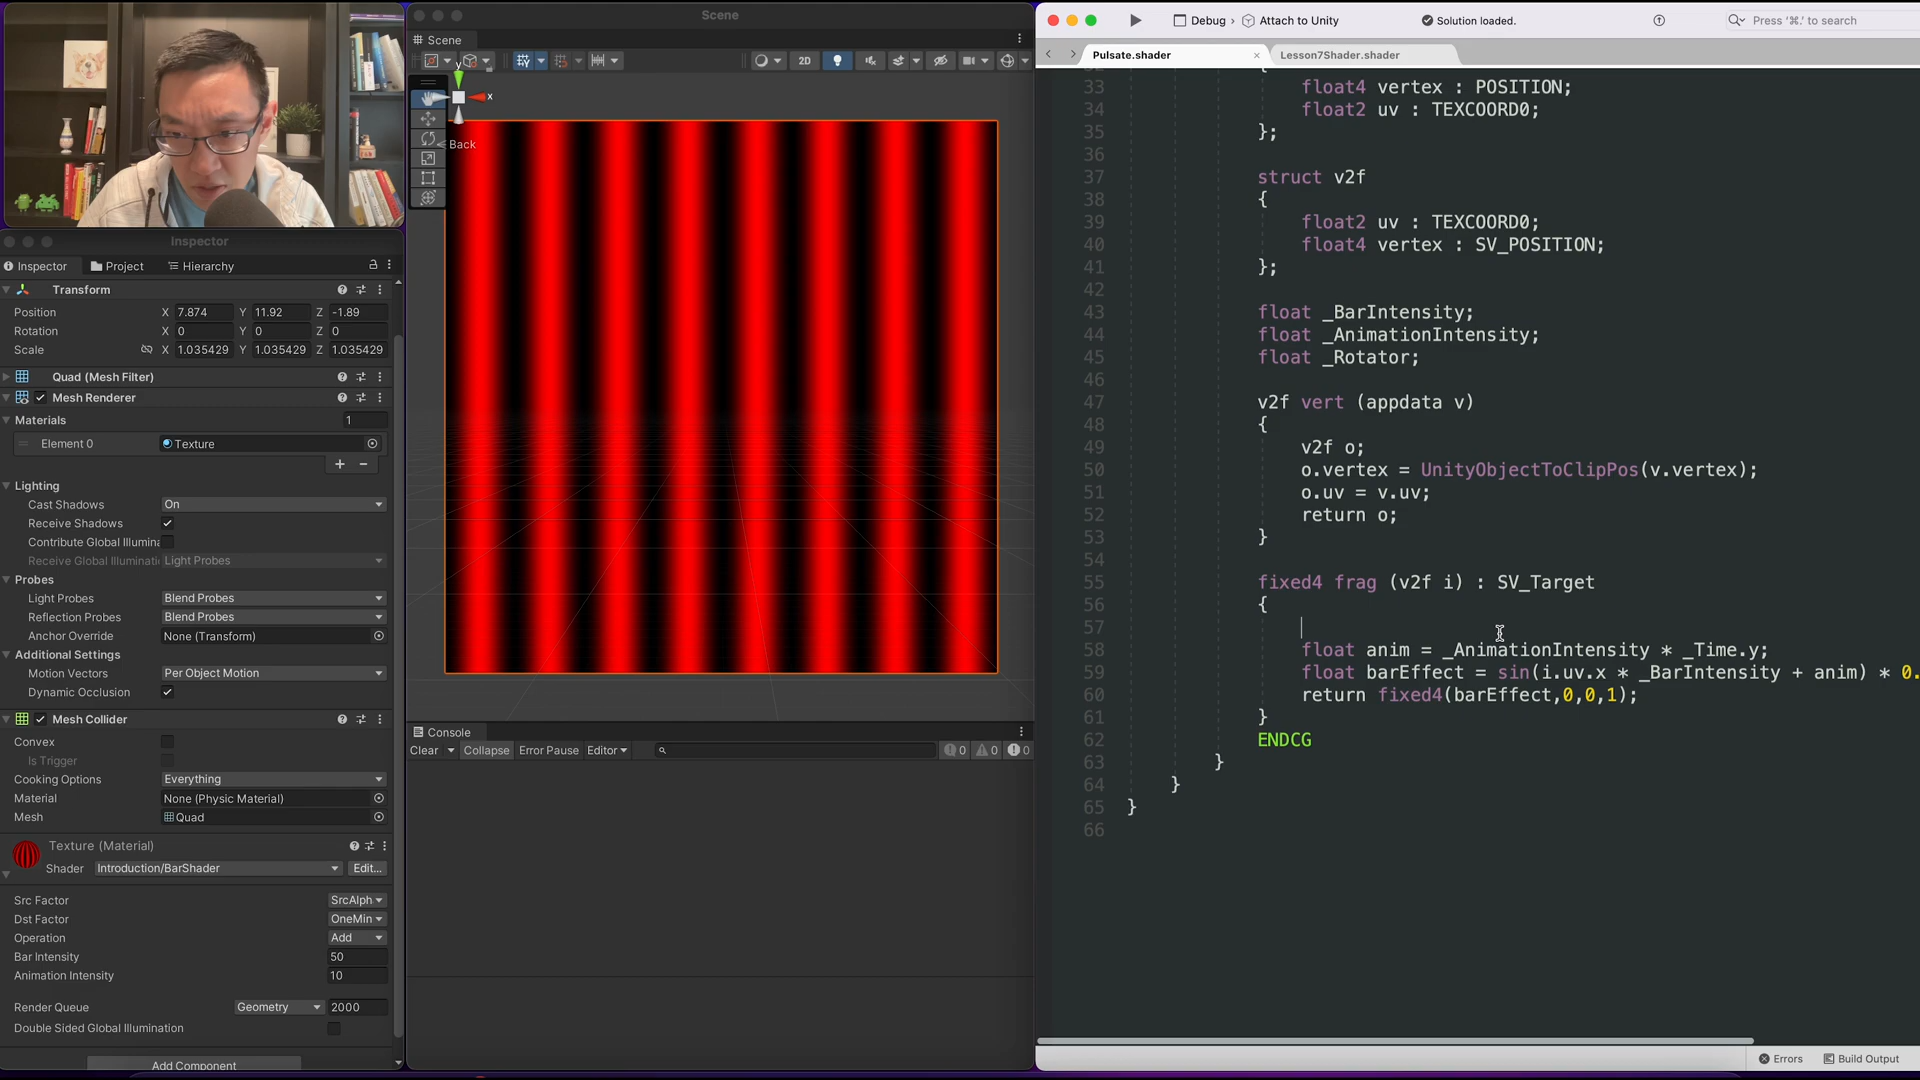 Inspector
Inspector
Project
Hierarchy
Transform
Position X 7.874 Y 11.92 Z -1.89
Rotation X 0 Y 0 Z 0
Scale X 1.035429 Y 1.035429 Z 1.035429
Quad (Mesh Filter)
Mesh Renderer
Materials 1
Element 0 Texture
Lighting
Cast Shadows On
Receive Shadows
Contribute Global Illumina
Receive Global Illuminati Light Probes
Probes
Light Probes Blend Probes
Reflection Probes Blend Probes
Anchor Override None (Transform)
Additional Settings
Motion Vectors Per Object Motion
Dynamic Occlusion
Mesh Collider
Convex
Is Trigger
Cooking Options Everything
Material None (Physic Material)
Mesh Quad
Texture (Material)
Shader Introduction/BarShader Edit...
Src Factor SrcAlph
Dst Factor OneMin
Operation Add
Bar Intensity 50
Animation Intensity 10
Render Queue Geometry 2000
Double Sided Global Illumination
Add Component
Scene
Scene
2D
y
x
Back
Console
Clear Collapse Error Pause Editor 0 0 0
Debug › Attach to Unity Solution loaded. Press '⌘.' to search
Pulsate.shader × Lesson7Shader.shader
{
33 float4 vertex : POSITION;
34 float2 uv : TEXCOORD0;
35 };
36
37 struct v2f
38 {
39 float2 uv : TEXCOORD0;
40 float4 vertex : SV_POSITION;
41 };
42
43 float _BarIntensity;
44 float _AnimationIntensity;
45 float _Rotator;
46
47 v2f vert (appdata v)
48 {
49 v2f o;
50 o.vertex = UnityObjectToClipPos(v.vertex);
51 o.uv = v.uv;
52 return o;
53 }
54
55 fixed4 frag (v2f i) : SV_Target
56 {
57
58 float anim = _AnimationIntensity * _Time.y;
59 float barEffect = sin(i.uv.x * _BarIntensity + anim) * 0.
60 return fixed4(barEffect,0,0,1);
61 }
62 ENDCG
63 }
64 }
65 }
66
Errors Build Output